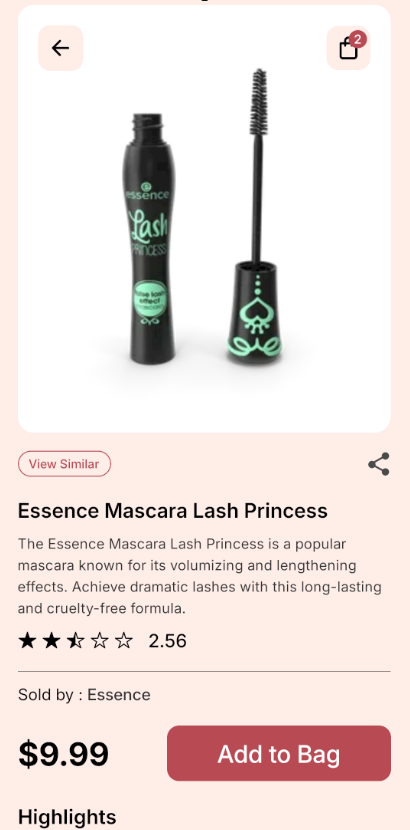 2
essence
Lash
PRINCESS
false lash
effect
mascara
View Similar
Essence Mascara Lash Princess
The Essence Mascara Lash Princess is a popular
mascara known for its volumizing and lengthening
effects. Achieve dramatic lashes with this long-lasting
and cruelty-free formula.
2.56
Sold by : Essence
$9.99
Add to Bag
Highlights